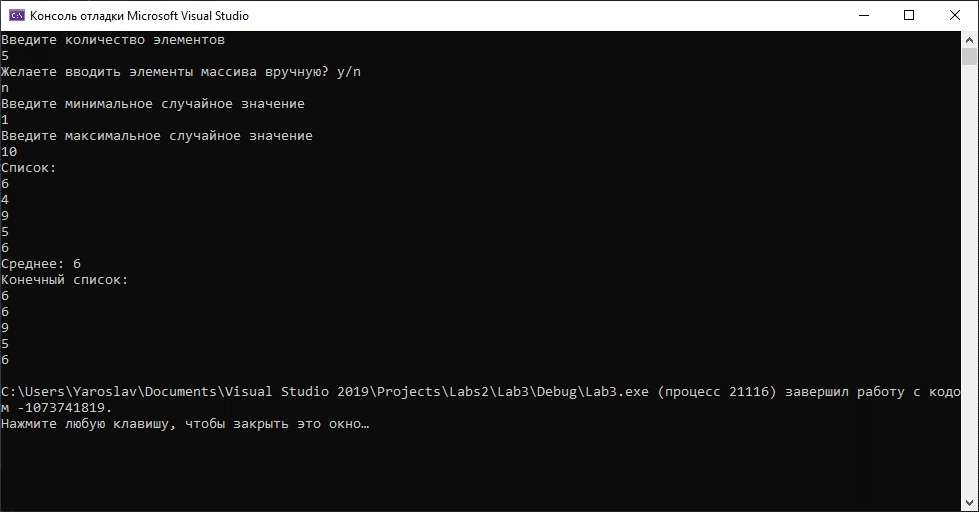 Консоль отладки Microsoft Visual Studio
Введите количество элементов
5
Желаете вводить элементы массива вручную? y/n
n
Введите минимальное случайное значение
1
Введите максимальное случайное значение
10
Список:
6
4
9
5
6
Среднее: 6
Конечный список:
6
6
9
5
6
C:\Users\Yaroslav\Documents\Visual Studio 2019\Projects\Labs2\Lab3\Debug\Lab3.exe (процесс 21116) завершил работу с кодо
м -1073741819.
Нажмите любую клавишу, чтобы закрыть это окно…